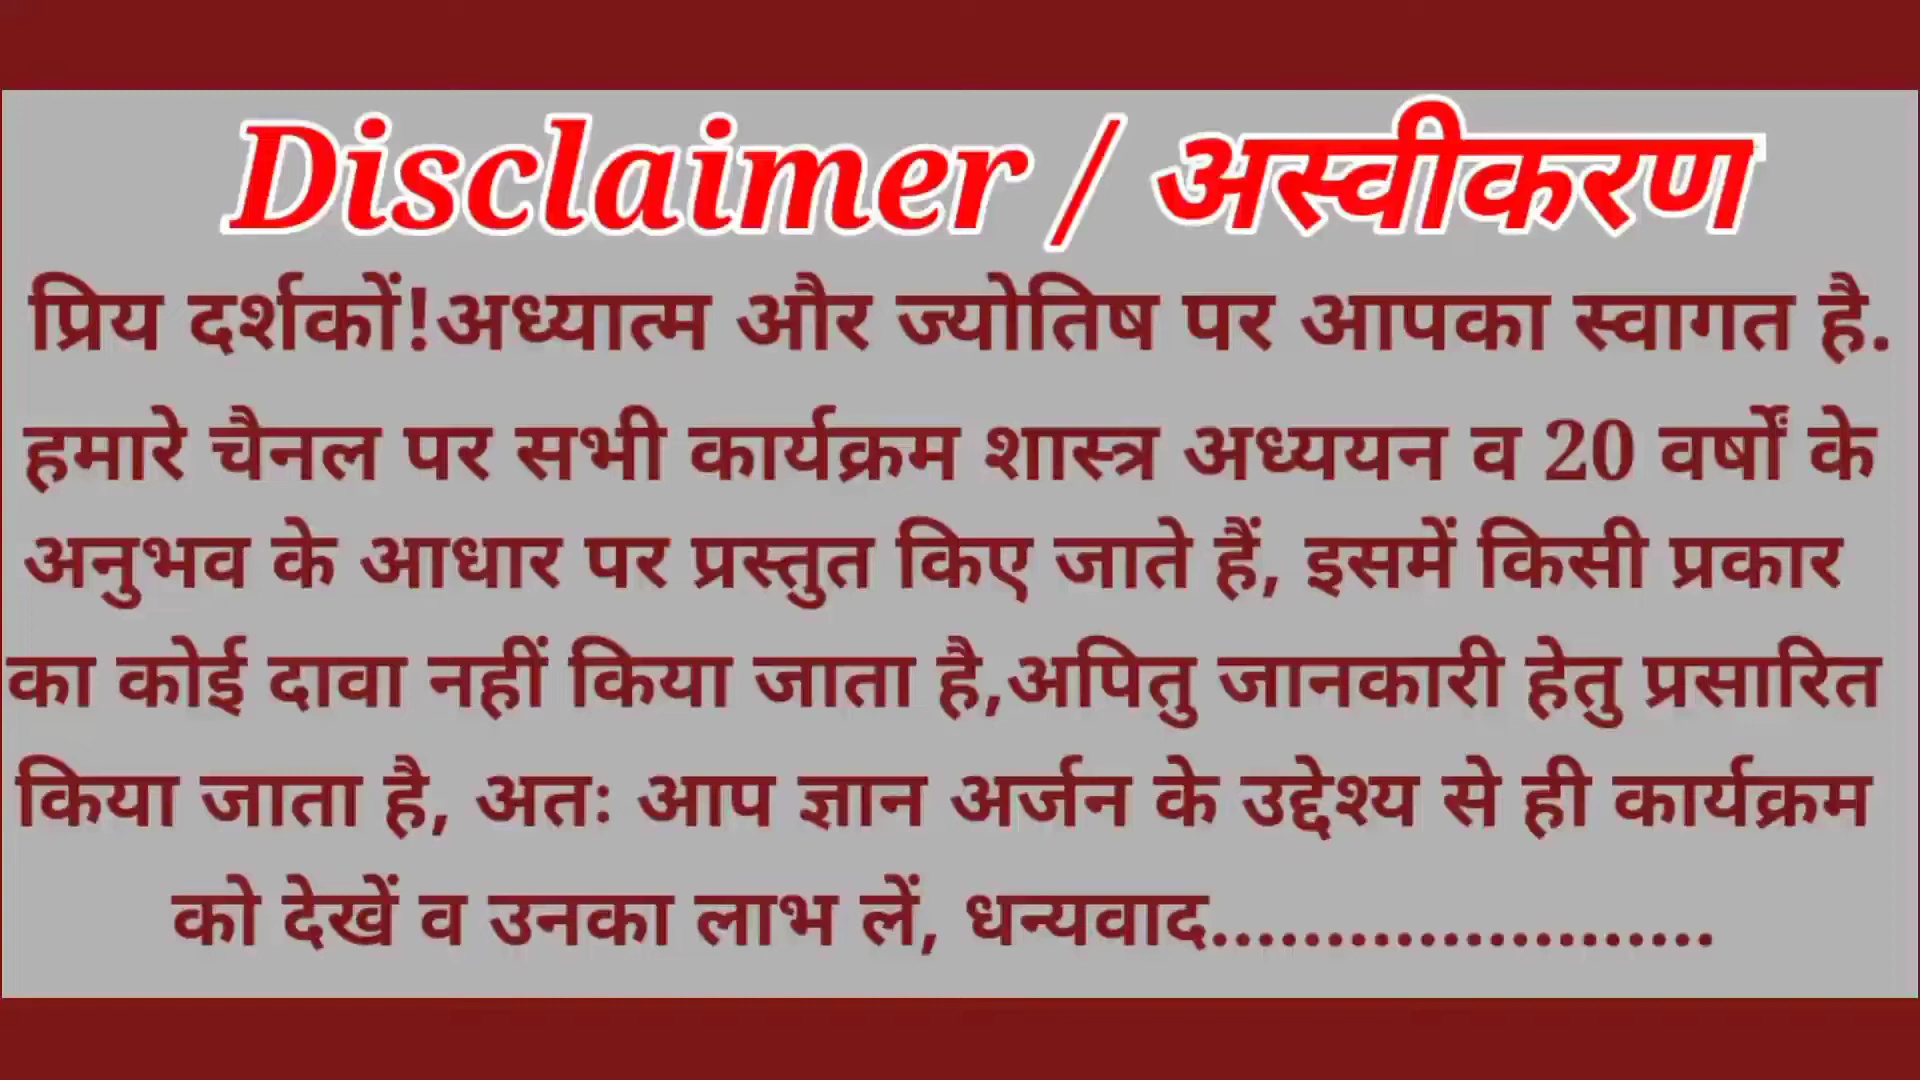 Disclaimer / अस्वीकरण
प्रिय दर्शकों!अध्यात्म और ज्योतिष पर आपका स्वागत है.
हमारे चैनल पर सभी कार्यक्रम शास्त्र अध्ययन व 20 वर्षों के
अनुभव के आधार पर प्रस्तुत किए जाते हैं, इसमें किसी प्रकार
का कोई दावा नहीं किया जाता है,अपितु जानकारी हेतु प्रसारित
किया जाता है, अतः आप ज्ञान अर्जन के उद्देश्य से ही कार्यक्रम
को देखें व उनका लाभ लें, धन्यवाद......................